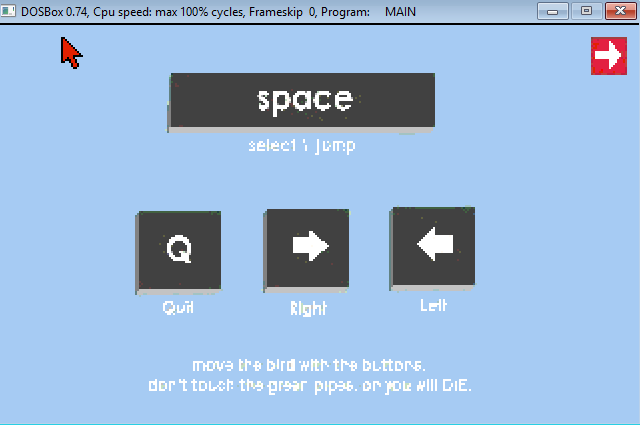 DOSBox 0.74, Cpu speed: max 100% cycles, Frameskip 0, Program: MAIN
space
select \ jump
Q
Quit
Right
Left
move the bird with the buttons.
don't touch the green pipes. or you will DIE.